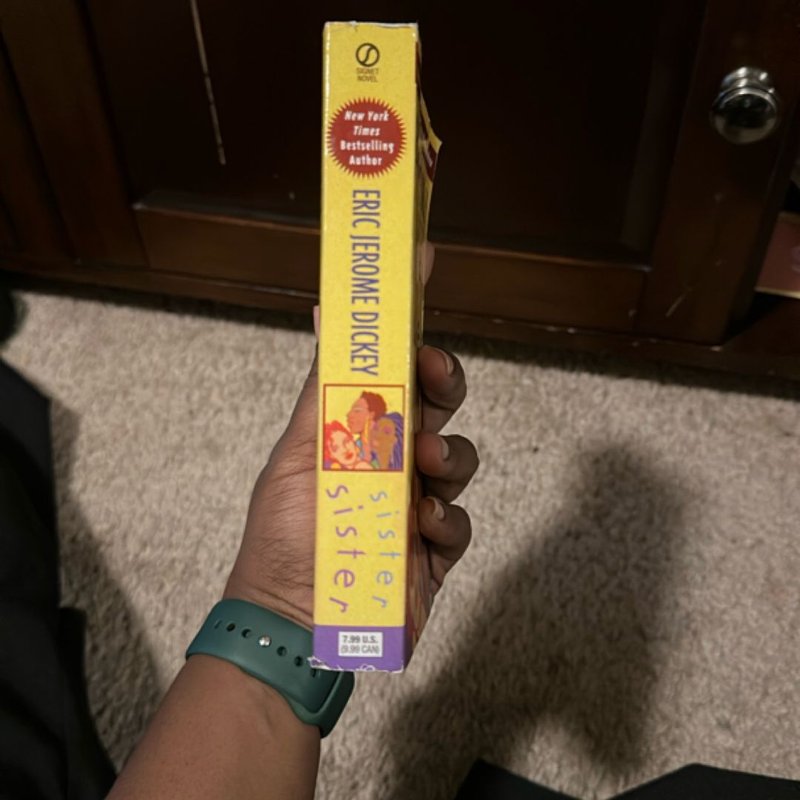 SIGNET
NOVEL
New York
Times
Bestselling
Author
ERIC JEROME DICKEY
sister
sister
7.99 U.S.
(9.99 CAN)